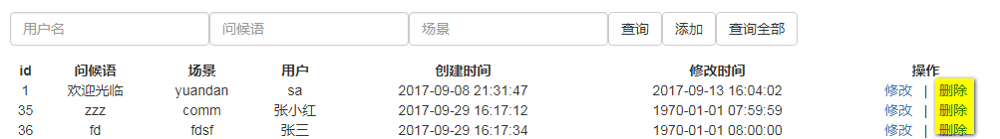 用户名 问候语 场景 查询 添加 查询全部
id 问候语 场景 用户 创建时间 修改时间 操作
1 欢迎光临 yuandan sa 2017-09-08 21:31:47 2017-09-13 16:04:02 修改 | 删除
35 zzz comm 张小红 2017-09-29 16:17:12 1970-01-01 07:59:59 修改 | 删除
36 fd fdsf 张三 2017-09-29 16:17:34 1970-01-01 08:00:00 修改 | 删除